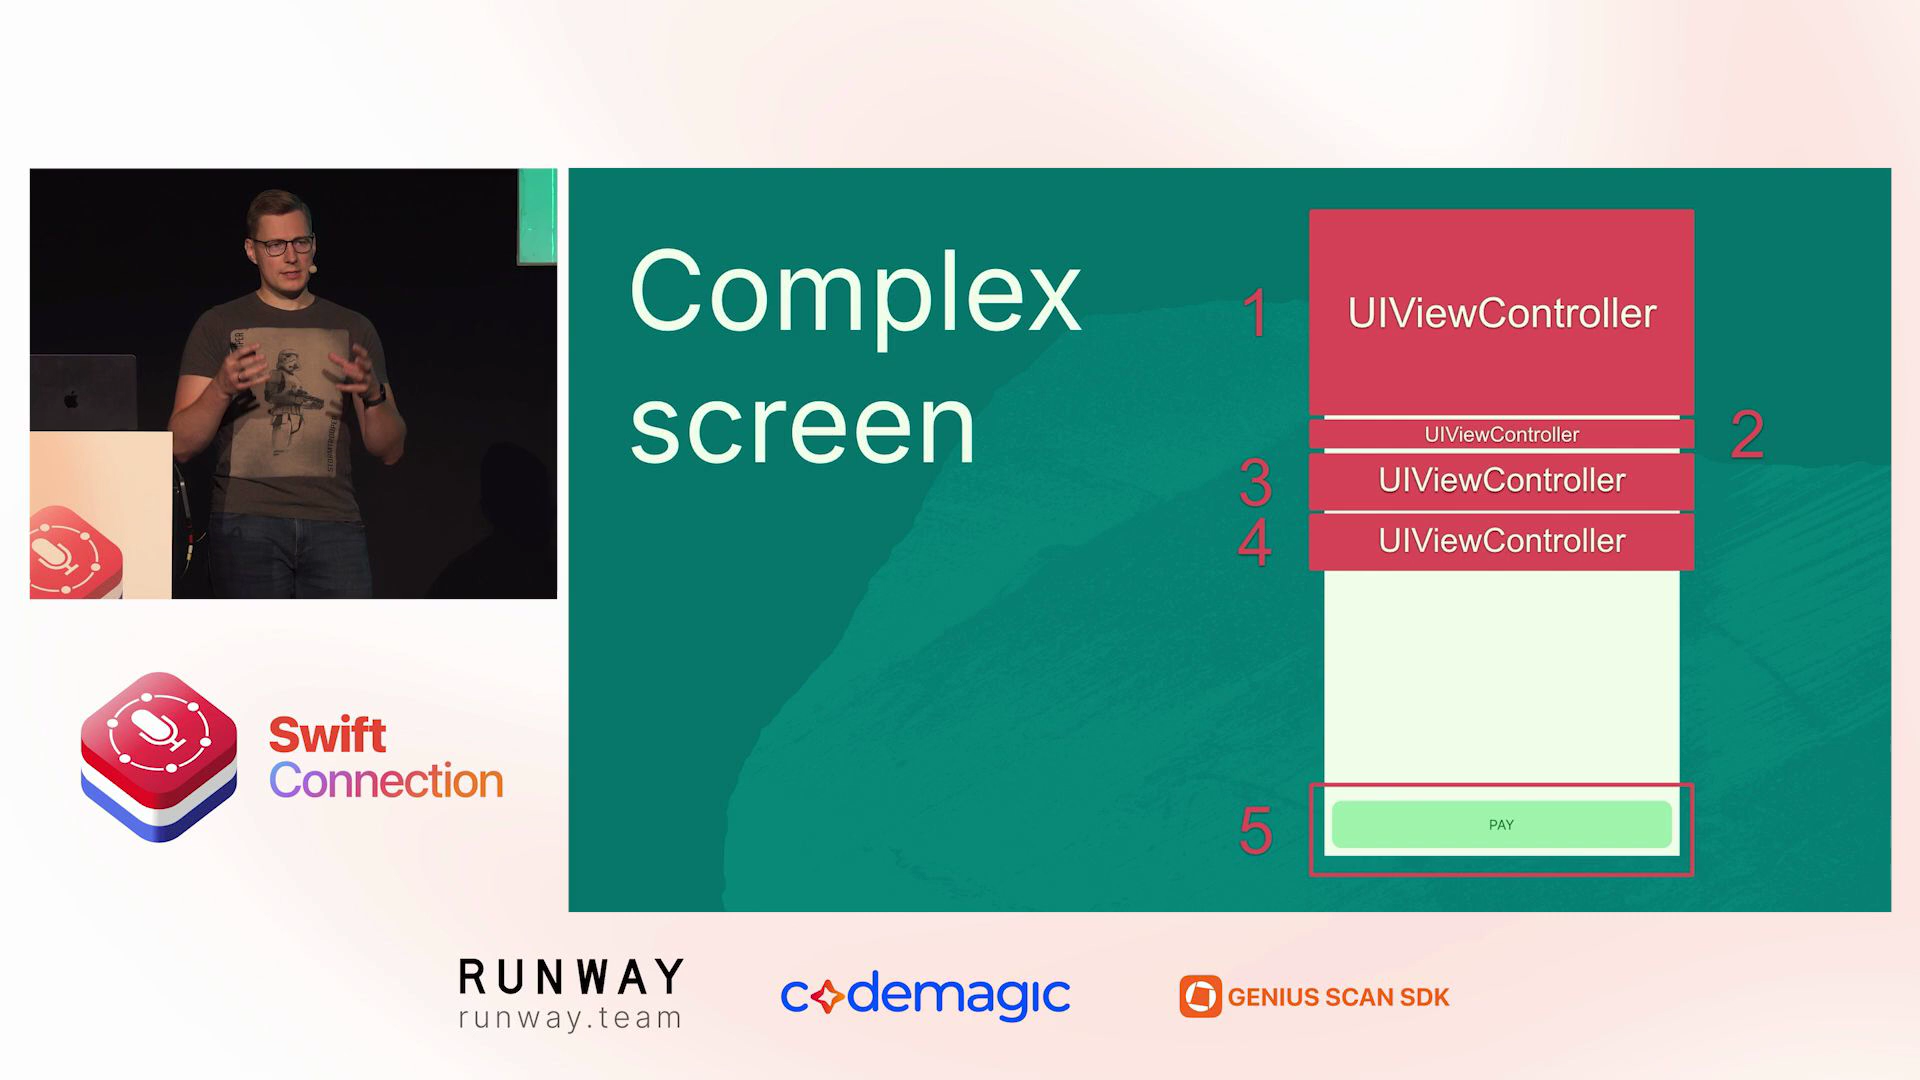 Complex
screen
1
UIViewController
UIViewController
2
3
UIViewController
4
UIViewController
5
PAY
STORMTROOPER
Swift
Connection
RUNWAY
runway.team
codemagic
GENIUS SCAN SDK